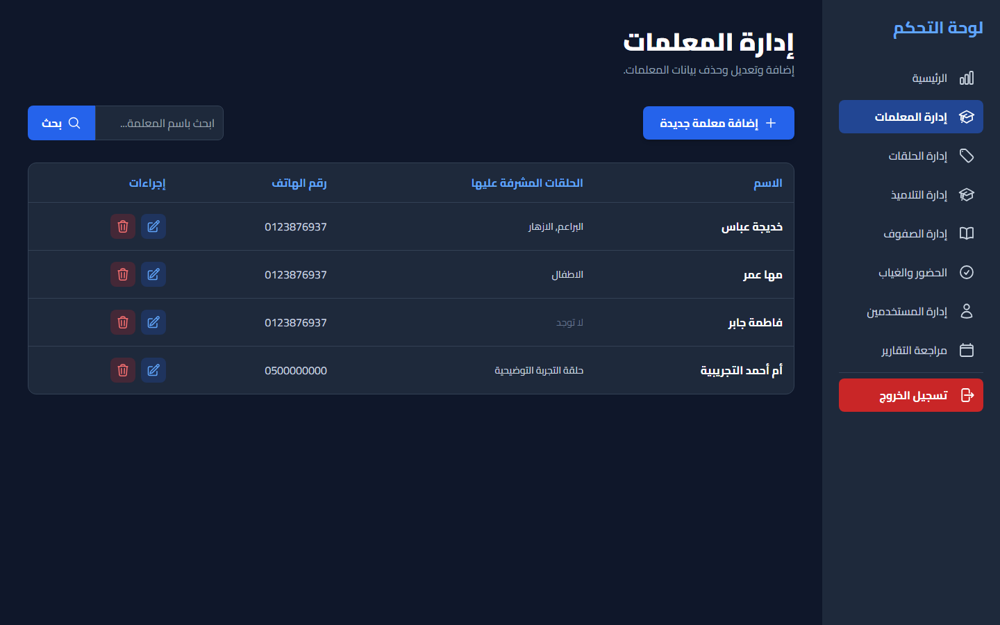 لوحة التحكم
الرئيسية
إدارة المعلمات
إدارة الحلقات
إدارة التلاميذ
إدارة الصفوف
الحضور والغياب
إدارة المستخدمين
مراجعة التقارير
تسجيل الخروج
إدارة المعلمات
إضافة وتعديل وحذف بيانات المعلمات.
إضافة معلمة جديدة
ابحث باسم المعلمة...
بحث
الاسم الحلقات المشرفة عليها رقم الهاتف إجراءات
خديجة عباس البراعم, الازهار 0123876937
مها عمر الاطفال 0123876937
فاطمة جابر لا توجد 0123876937
أم أحمد التجريبية حلقة التجربة التوضيحية 0500000000